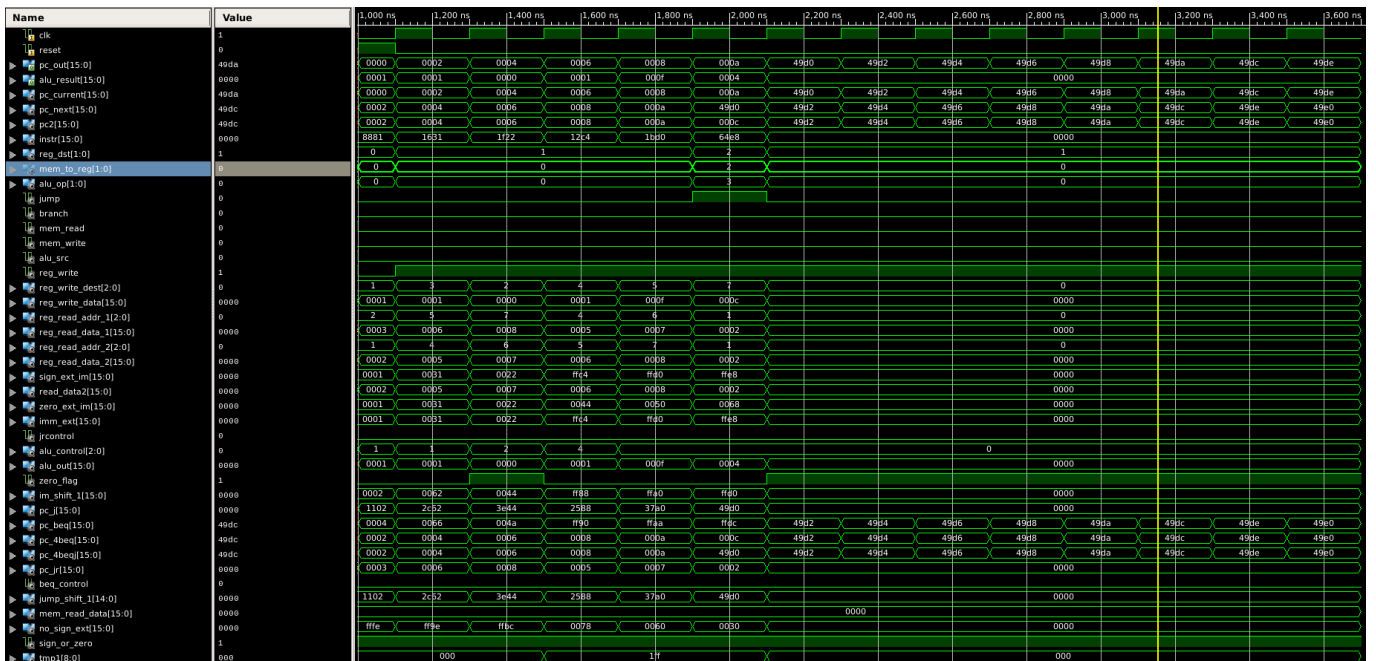 Name Value 1,000 ns 1,200 ns 1,400 ns 1,600 ns 1,800 ns 2,000 ns 2,200 ns 2,400 ns 2,600 ns 2,800 ns 3,000 ns 3,200 ns 3,400 ns 3,600 ns
clk 1
reset 0
pc_out[15:0] 49da 0000 0002 0004 0006 0008 000a 49d0 49d2 49d4 49d6 49d8 49da 49dc 49de
alu_result[15:0] 0000 0001 0001 0000 0001 000f 0004 0000
pc_current[15:0] 49da 0000 0002 0004 0006 0008 000a 49d0 49d2 49d4 49d6 49d8 49da 49dc 49de
pc_next[15:0] 49dc 0002 0004 0006 0008 000a 49d0 49d2 49d4 49d6 49d8 49da 49dc 49de 49e0
pc2[15:0] 49dc 0002 0004 0006 0008 000a 000c 49d2 49d4 49d6 49d8 49da 49dc 49de 49e0
instr[15:0] 0000 8881 1631 1f22 12c4 1bd0 64e8 0000
reg_dst[1:0] 1 0 1 2 1
mem_to_reg[1:0] 0 0 0 2 0
alu_op[1:0] 0 0 0 3 0
jump 0
branch 0
mem_read 0
mem_write 0
alu_src 0
reg_write 1
reg_write_dest[2:0] 0 1 3 2 4 5 7 0
reg_write_data[15:0] 0000 0001 0001 0000 0001 000f 000c 0000
reg_read_addr_1[2:0] 0 2 5 7 4 6 1 0
reg_read_data_1[15:0] 0000 0003 0006 0008 0005 0007 0002 0000
reg_read_addr_2[2:0] 0 1 4 6 5 7 1 0
reg_read_data_2[15:0] 0000 0002 0005 0007 0006 0008 0002 0000
sign_ext_im[15:0] 0000 0001 0031 0022 ffc4 ffd0 ffe8 0000
read_data2[15:0] 0000 0002 0005 0007 0006 0008 0002 0000
zero_ext_im[15:0] 0000 0001 0031 0022 0044 0050 0068 0000
imm_ext[15:0] 0000 0001 0031 0022 ffc4 ffd0 ffe8 0000
jrcontrol 0
alu_control[2:0] 0 1 1 2 4 0
alu_out[15:0] 0000 0001 0001 0000 0001 000f 0004 0000
zero_flag 1
im_shift_1[15:0] 0000 0002 0062 0044 ff88 ffa0 ffd0 0000
pc_j[15:0] 0000 1102 2c62 3e44 2588 37a0 49d0 0000
pc_beq[15:0] 49dc 0004 0066 004a ff90 ffaa ffdc 49d2 49d4 49d6 49d8 49da 49dc 49de 49e0
pc_4beq[15:0] 49dc 0002 0004 0006 0008 000a 000c 49d2 49d4 49d6 49d8 49da 49dc 49de 49e0
pc_4beqj[15:0] 49dc 0002 0004 0006 0008 000a 49d0 49d2 49d4 49d6 49d8 49da 49dc 49de 49e0
pc_jr[15:0] 0000 0003 0006 0008 0005 0007 0002 0000
beq_control 0
jump_shift_1[14:0] 0000 1102 2c62 3e44 2588 37a0 49d0 0000
mem_read_data[15:0] 0000 0000
no_sign_ext[15:0] 0000 fffe ff9e ffbc 0078 0060 0030 0000
sign_or_zero 1
tmp1[8:0] 000 000 1ff 000